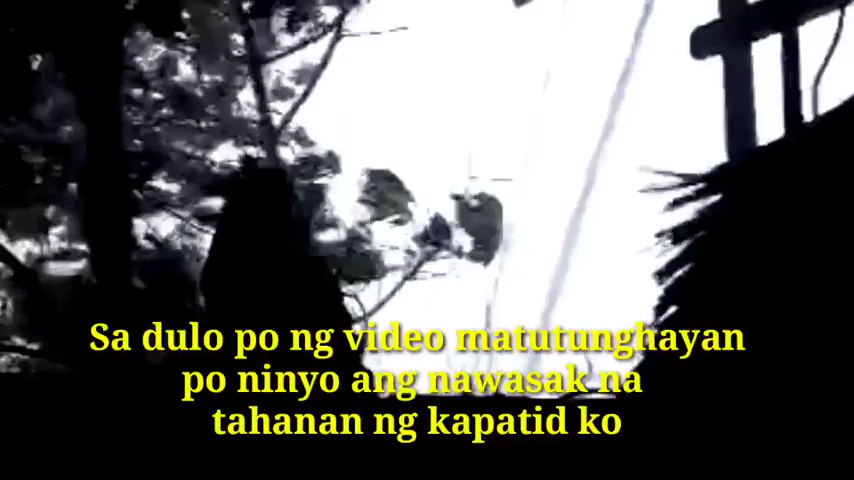 Sa dulo po ng video matutunghayan
po ninyo ang nawasak na
tahanan ng kapatid ko